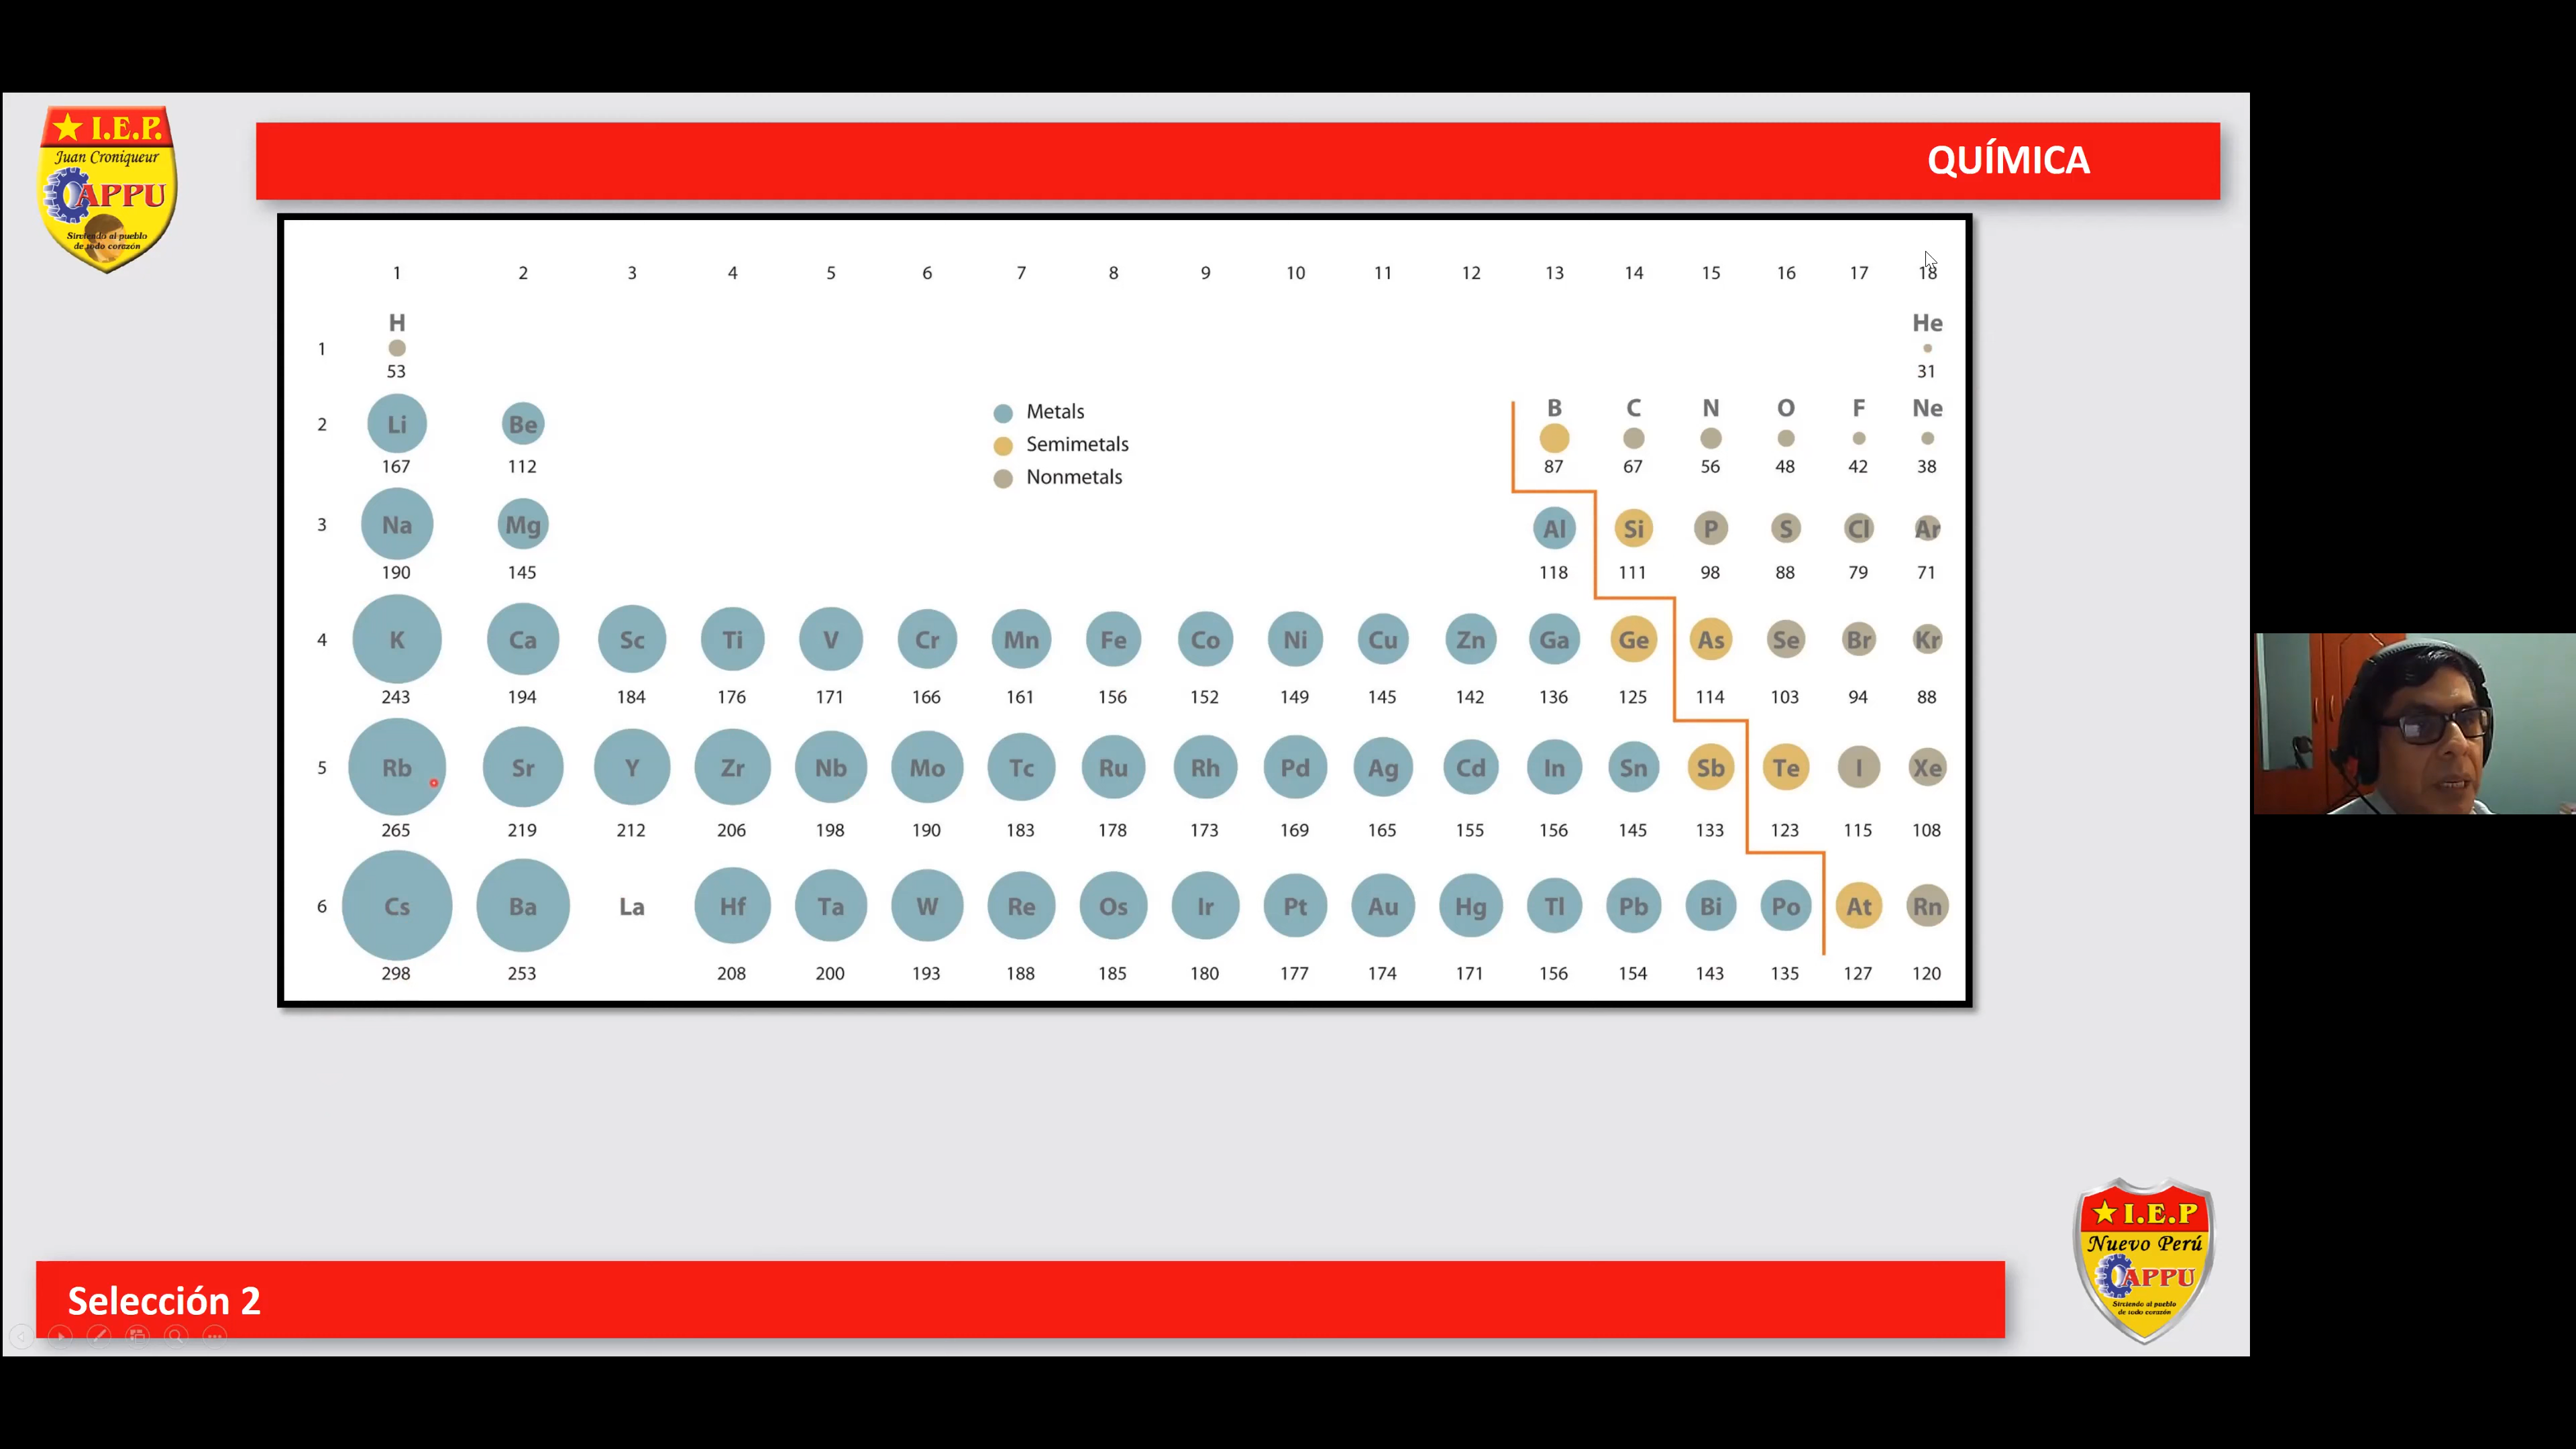 I.E.P.
Juan Croniqueur
CAPPU
Sirviendo al pueblo
de todo corazón
QUÍMICA
1 2 3 4 5 6 7 8 9 10 11 12 13 14 15 16 17 18
H He
1
53 31
Metals
Semimetals
Nonmetals
B C N O F Ne
2 Li Be
167 112 87 67 56 48 42 38
3 Na Mg Al Si P S Cl Ar
190 145 118 111 98 88 79 71
4 K Ca Sc Ti V Cr Mn Fe Co Ni Cu Zn Ga Ge As Se Br Kr
243 194 184 176 171 166 161 156 152 149 145 142 136 125 114 103 94 88
5 Rb Sr Y Zr Nb Mo Tc Ru Rh Pd Ag Cd In Sn Sb Te I Xe
265 219 212 206 198 190 183 178 173 169 165 155 156 145 133 123 115 108
6 Cs Ba La Hf Ta W Re Os Ir Pt Au Hg Tl Pb Bi Po At Rn
298 253 208 200 193 188 185 180 177 174 171 156 154 143 135 127 120
Selección 2
I.E.P
Nuevo Perú
CAPPU
Sirviendo al pueblo
de todo corazón